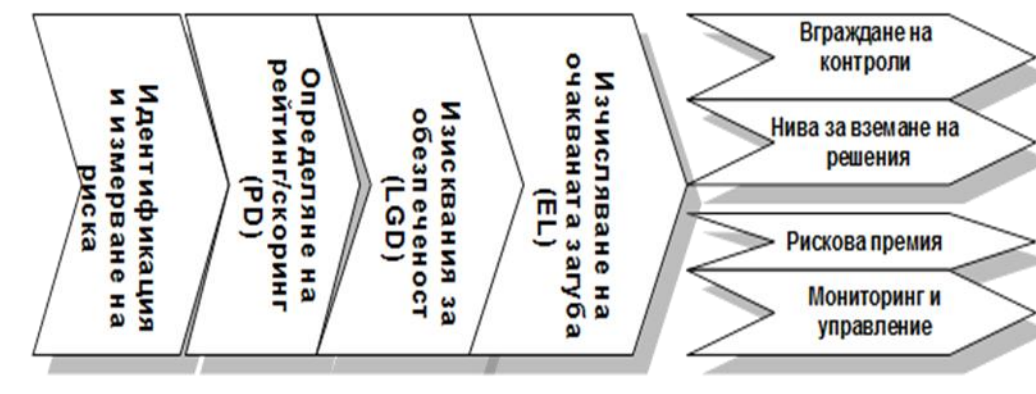 Идентификация
и измерване на
риска
Определяне на
рейтинг/скоринг
(PD)
Изисквания за
обезпеченост
(LGD)
Изчисляване на
очакваната загуба
(EL)
Вграждане на
контроли
Нива за вземане на
решения
Рискова премия
Мониторинг и
управление